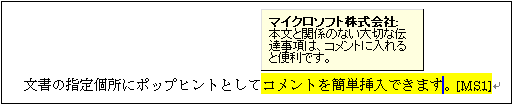 マイクロソフト株式会社:
本文と関係のない大切な伝
達事項は、コメントに入れる
と便利です。
文書の指定個所にポップヒントとしてコメントを簡単挿入できます。[MS1]↵